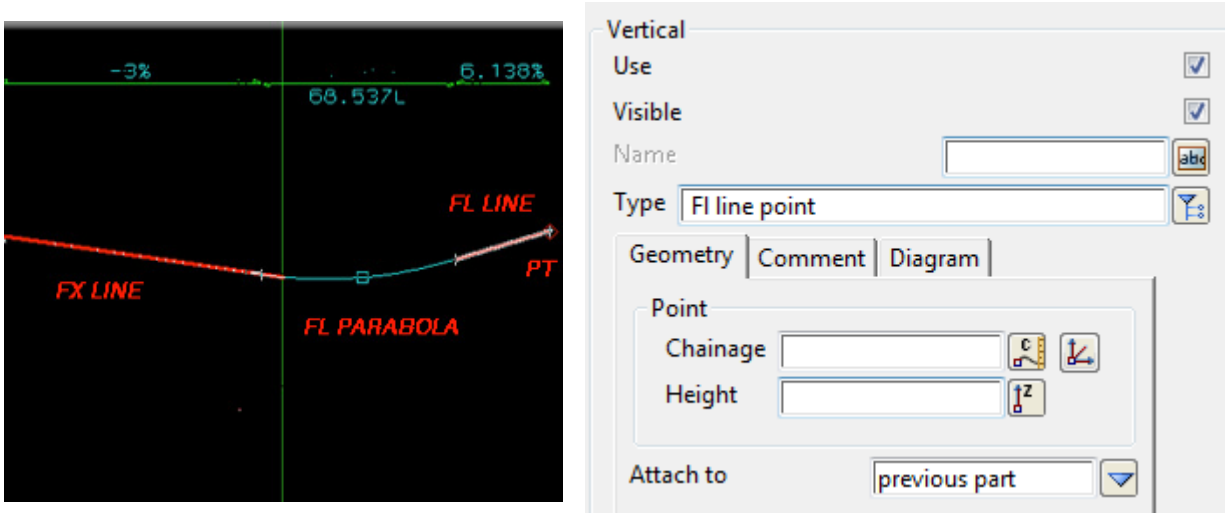 -3%
6.138%
68.537L
FL LINE
PT
FX LINE
FL PARABOLA
Vertical
Use
Visible
Name
abc
Type Fl line point
Geometry Comment Diagram
Point
Chainage
C
Height
Z
Attach to previous part